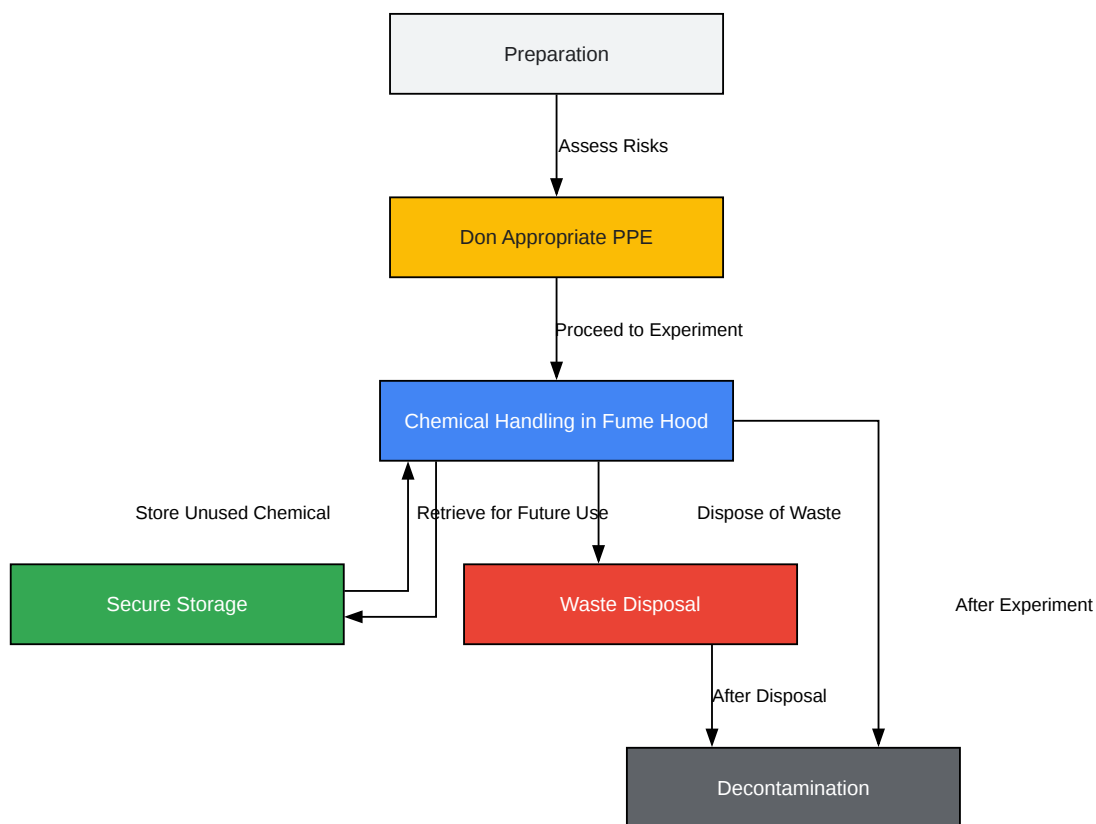 Preparation
Assess Risks
Don Appropriate PPE
Proceed to Experiment
Chemical Handling in Fume Hood
Store Unused Chemical
Retrieve for Future Use
Dispose of Waste
Secure Storage
Waste Disposal
After Experiment
After Disposal
Decontamination